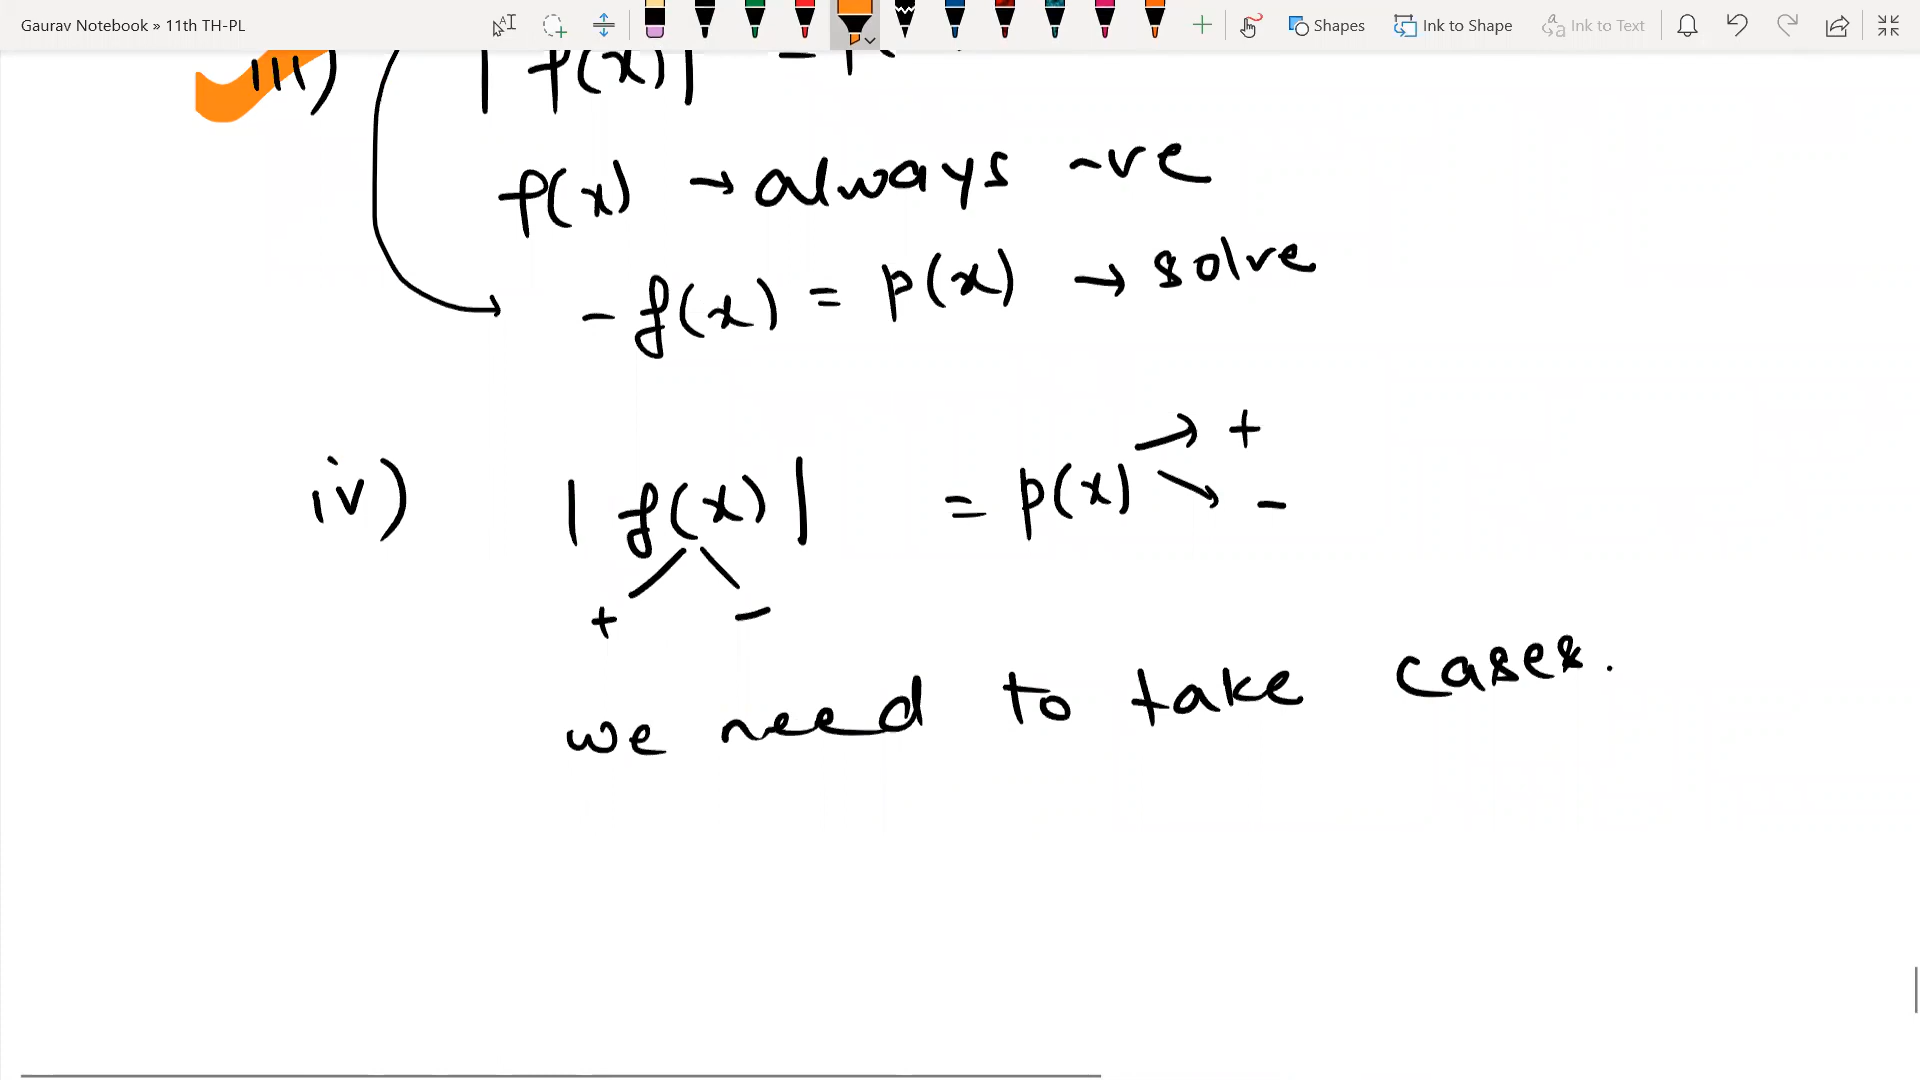 Gaurav Notebook » 11th TH-PL
Shapes Ink to Shape Ink to Text
iii) | f(x) | =
f(x) → always -ve
- f(x) = p(x) → solve
iv) | f(x) | = p(x) → +
→ -
+ -
we need to take cases.